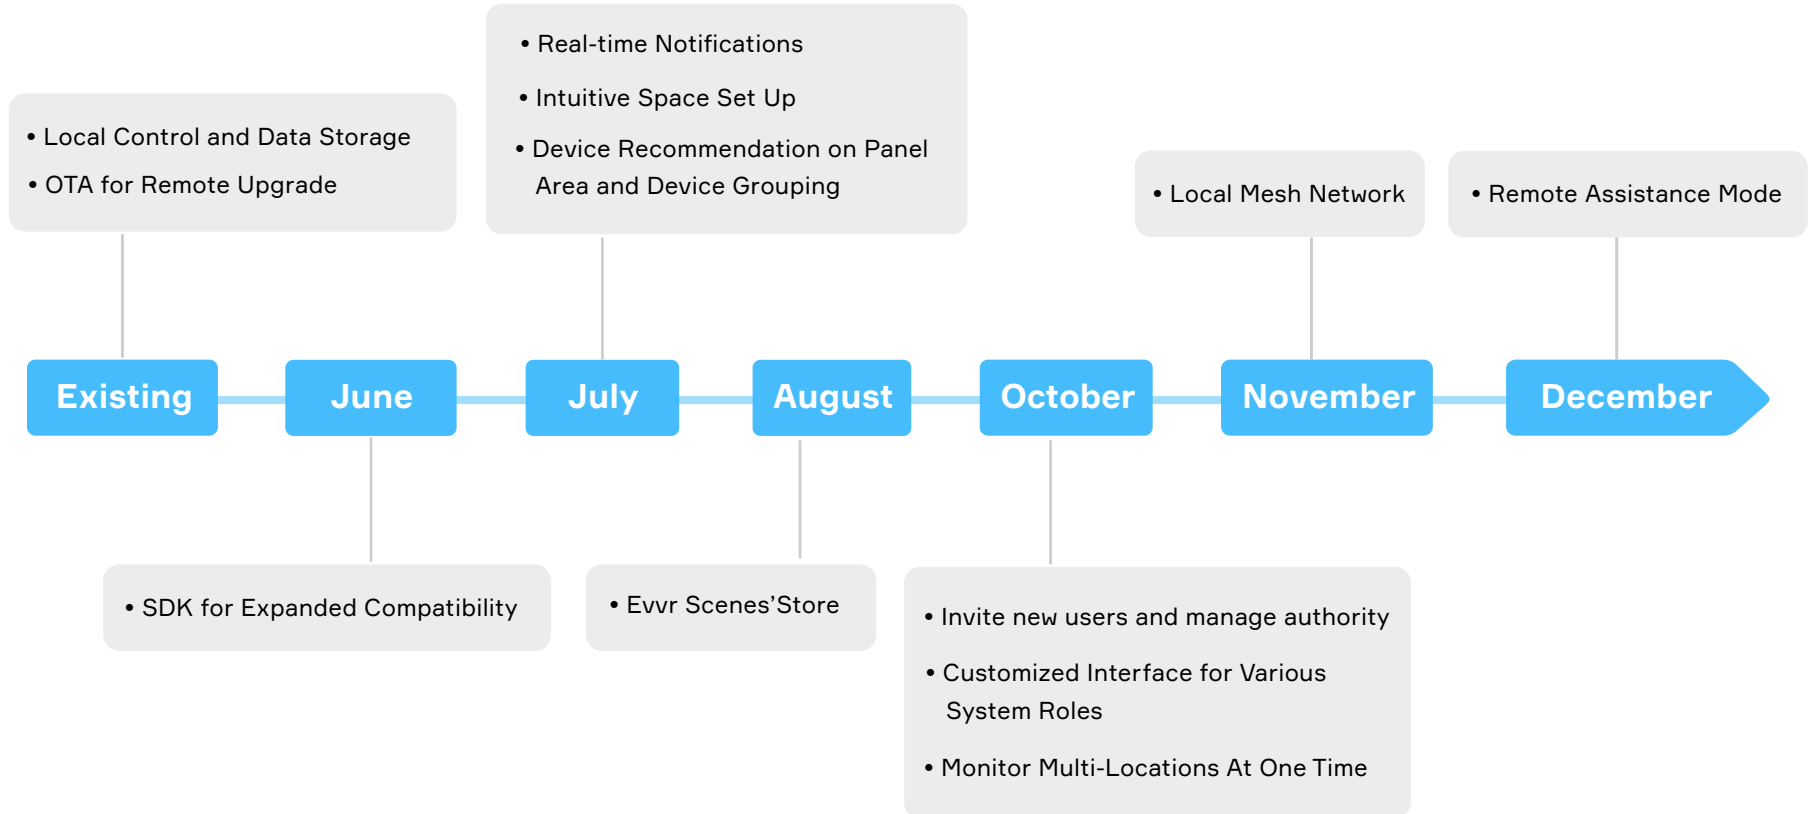 • Real-time Notifications
• Intuitive Space Set Up
• Device Recommendation on Panel
Area and Device Grouping
• Local Control and Data Storage
• OTA for Remote Upgrade
• Local Mesh Network
• Remote Assistance Mode
Existing
June
July
August
October
November
December
• SDK for Expanded Compatibility
• Evvr Scenes’Store
• Invite new users and manage authority
• Customized Interface for Various
System Roles
• Monitor Multi-Locations At One Time